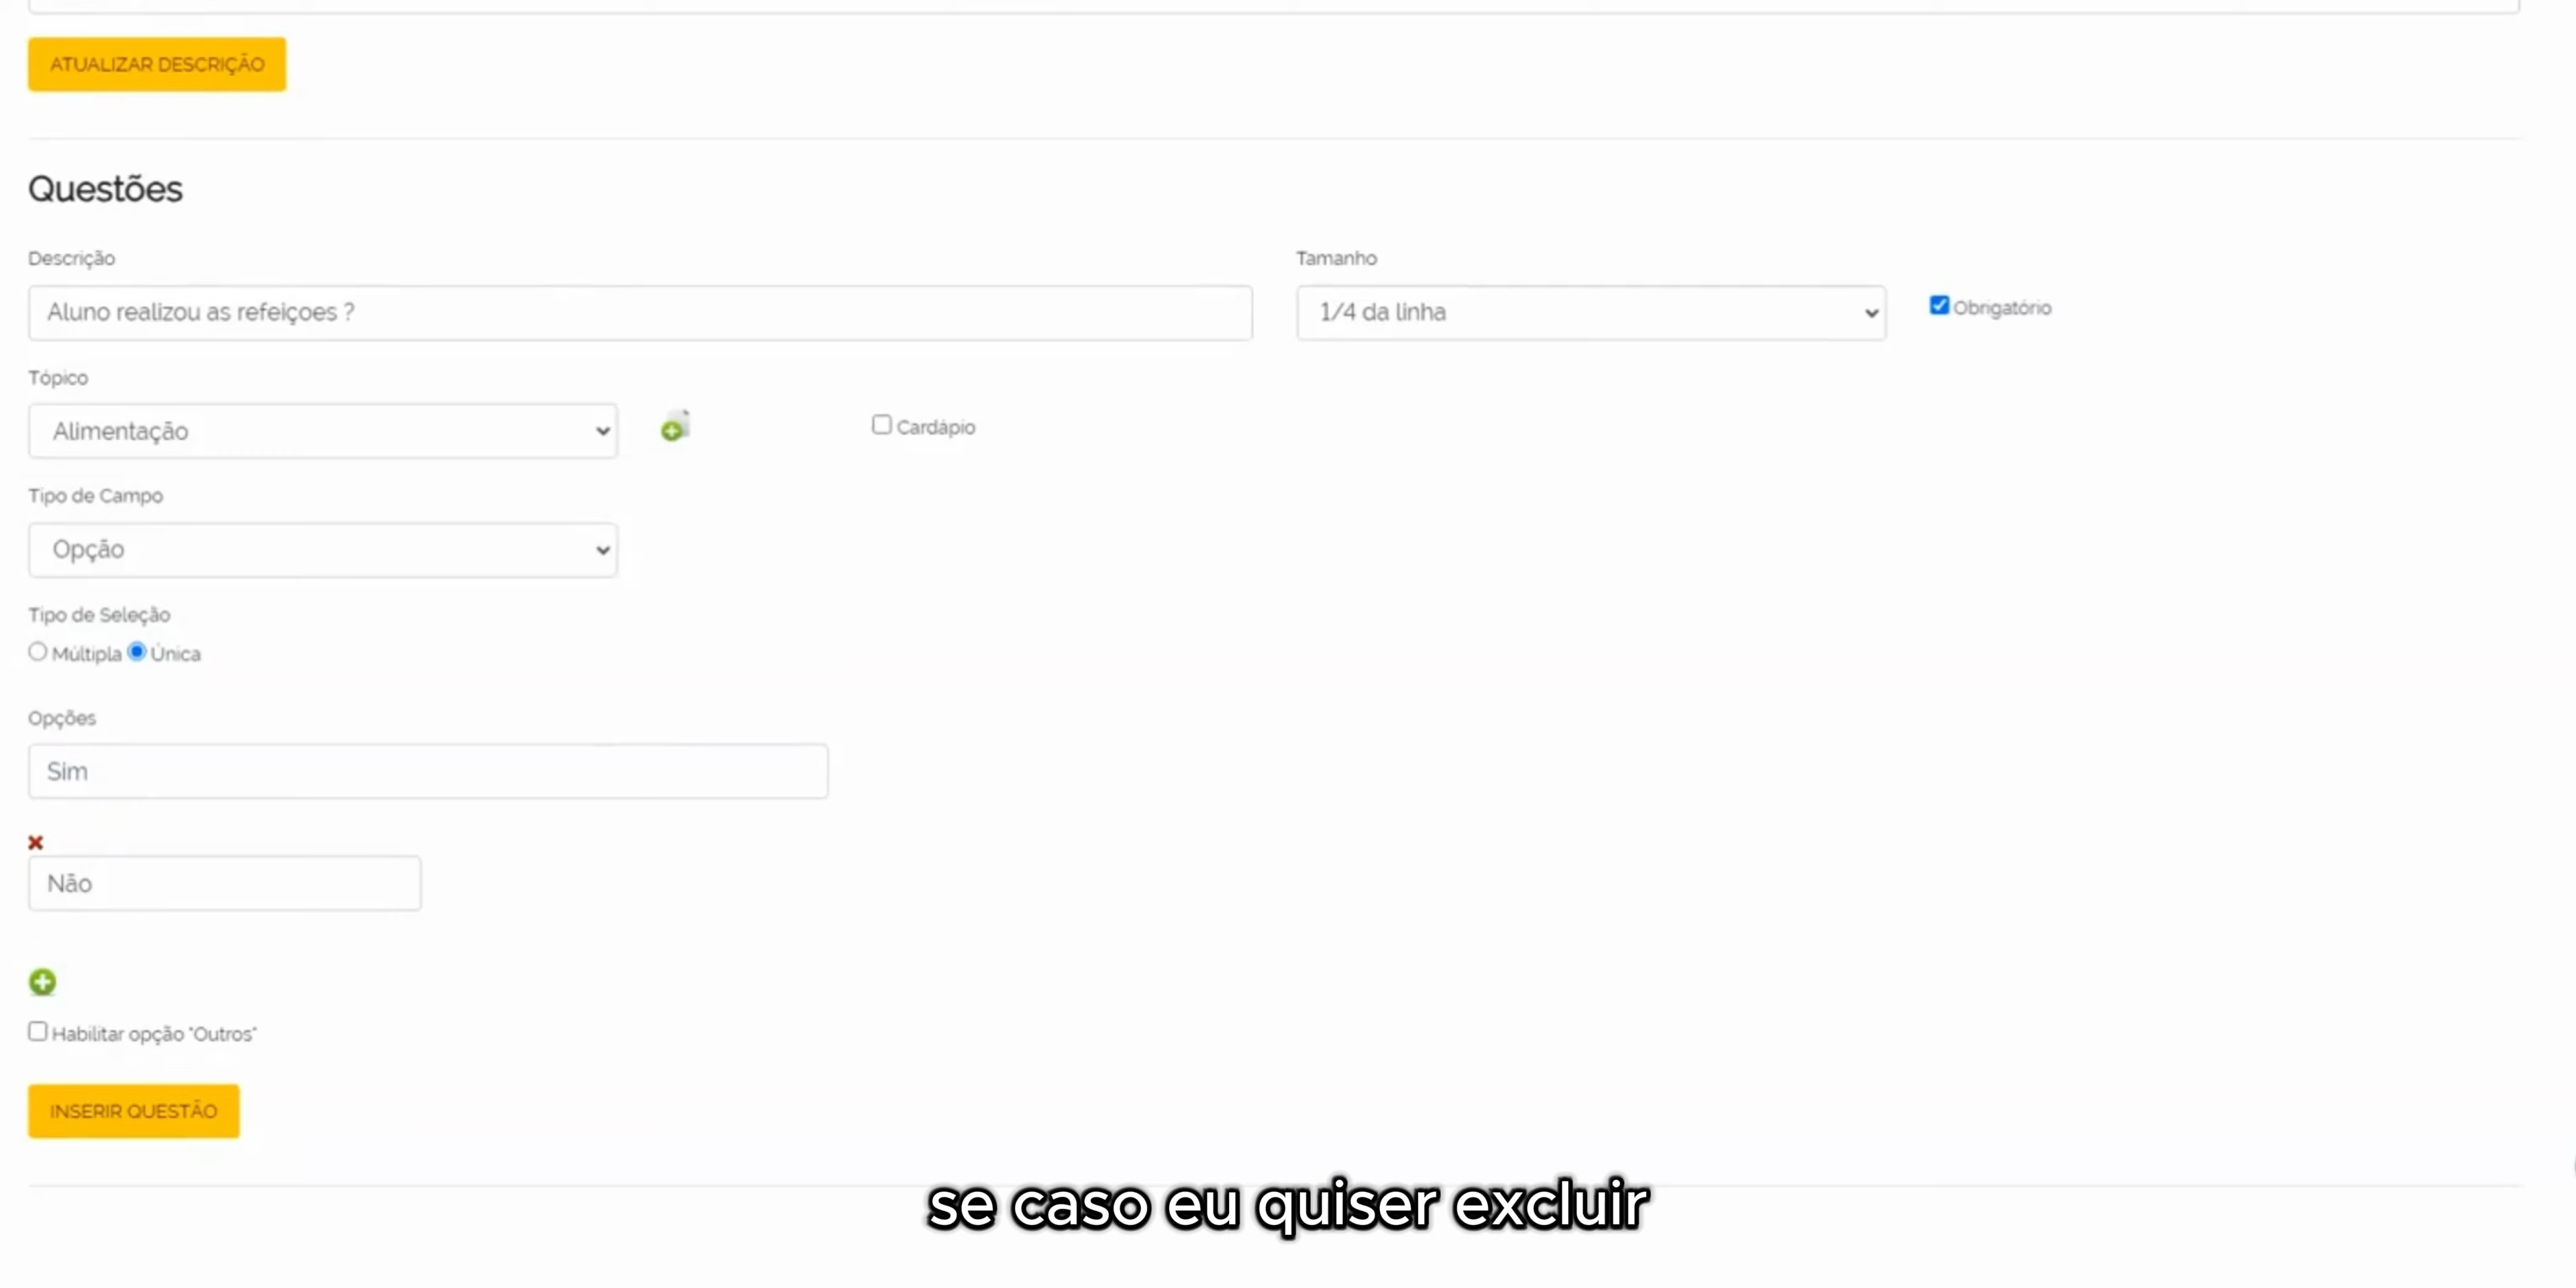 ATUALIZAR DESCRIÇÃO
Questões
Descrição
Tamanho
Aluno realizou as refeiçoes ?
1/4 da linha
Obrigatório
Tópico
Alimentação
Cardápio
Tipo de Campo
Opção
Tipo de Seleção
Múltipla Única
Opções
Sim
Não
Habilitar opção "Outros"
INSERIR QUESTÃO
se caso eu quiser excluir